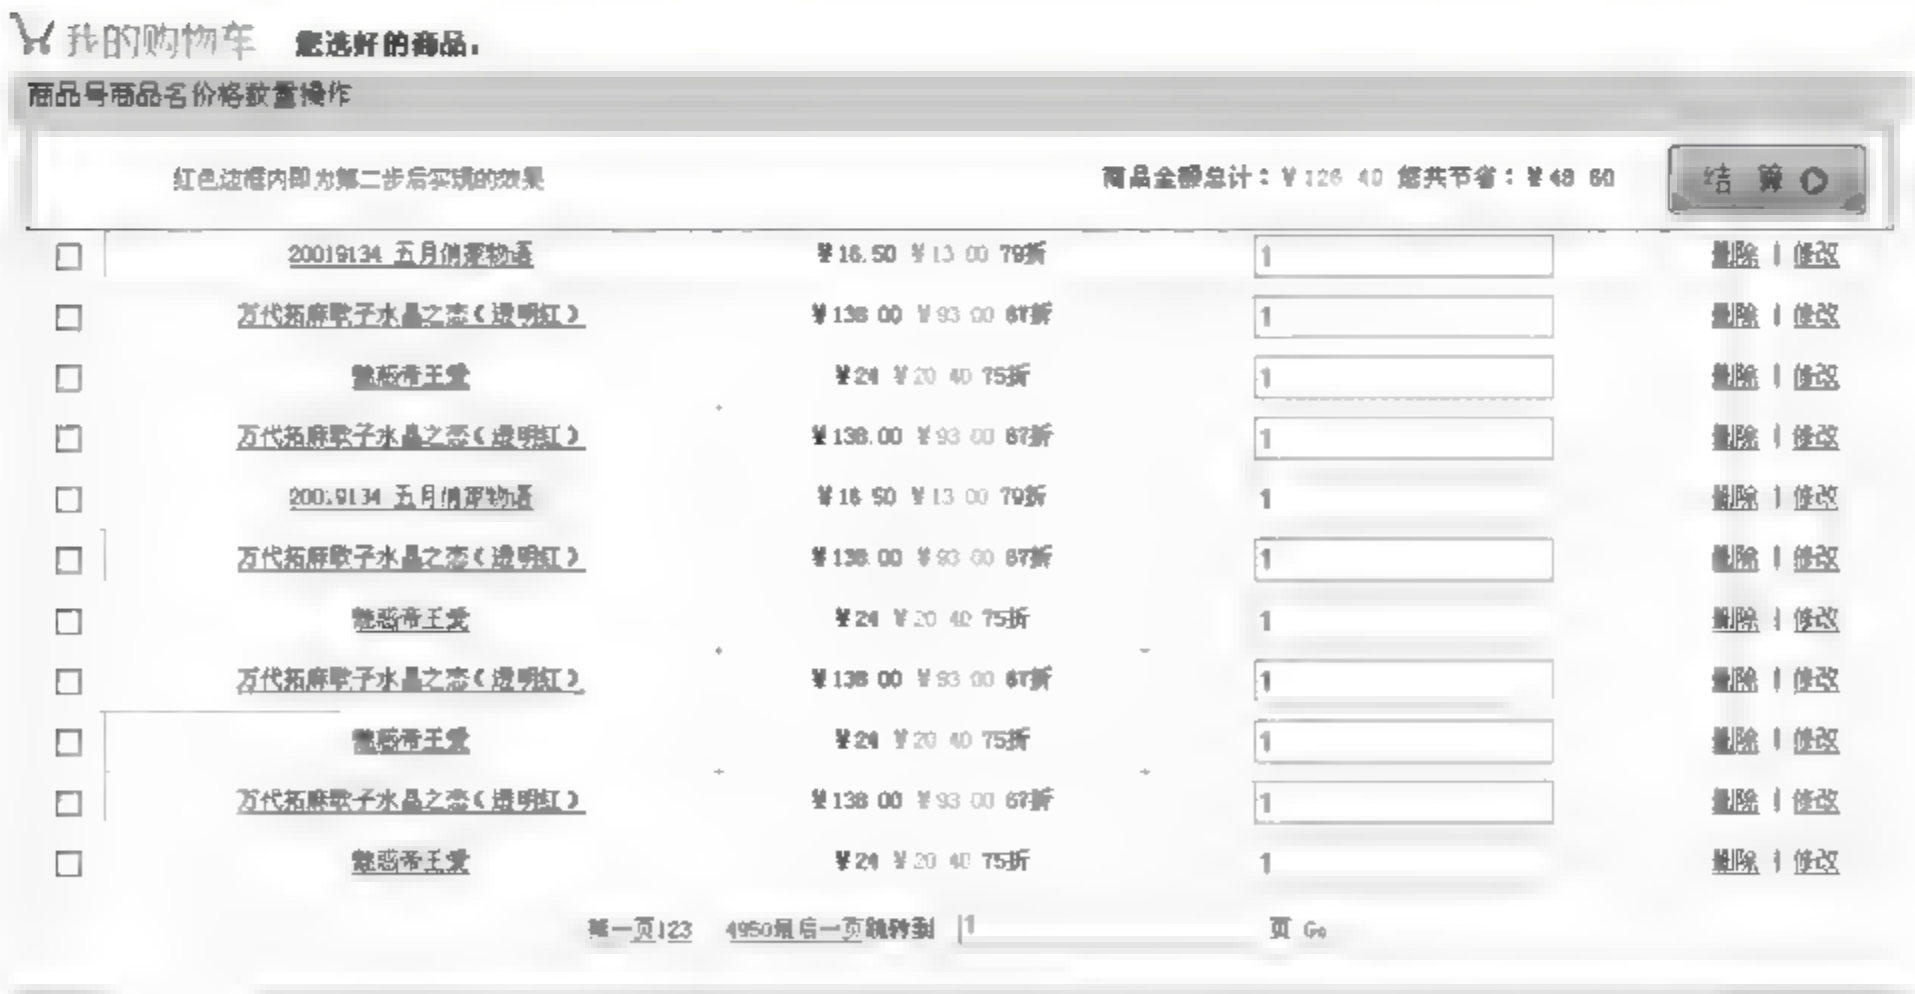 我的购物车 您选好的商品.
商品号商品名价格数量操作
红色边框内即为第二步后实现的效果 商品金额总计:¥126 40 您共节省:¥48 60 结 算
20019134 五月俏 物语 ¥16.50 ¥13 00 79折 1 删除 | 修改
万代拓麻歌子水晶之恋(透明红) ¥138 00 ¥93 00 67折 1 删除 | 修改
魅惑帝王爱 ¥24 ¥20 40 75折 1 删除 | 修改
万代拓麻歌子水晶之恋(透明红) ¥138.00 ¥93 00 67折 1 删除 | 修改
20019134 五月俏 物语 ¥16 50 ¥13 00 79折 1 删除 | 修改
万代拓麻歌子水晶之恋(透明红) ¥138 00 ¥93 00 67折 1 删除 | 修改
魅惑帝王爱 ¥24 ¥20 40 75折 1 删除 | 修改
万代拓麻歌子水晶之恋(透明红) ¥138 00 ¥93 00 67折 1 删除 | 修改
魅惑帝王爱 ¥24 ¥20 40 75折 1 删除 | 修改
万代拓麻歌子水晶之恋(透明红) ¥138 00 ¥93 00 67折 1 删除 | 修改
魅惑帝王爱 ¥24 ¥20 40 75折 1 删除 | 修改
第一页123 4950最后一页跳转到 1 页 Go